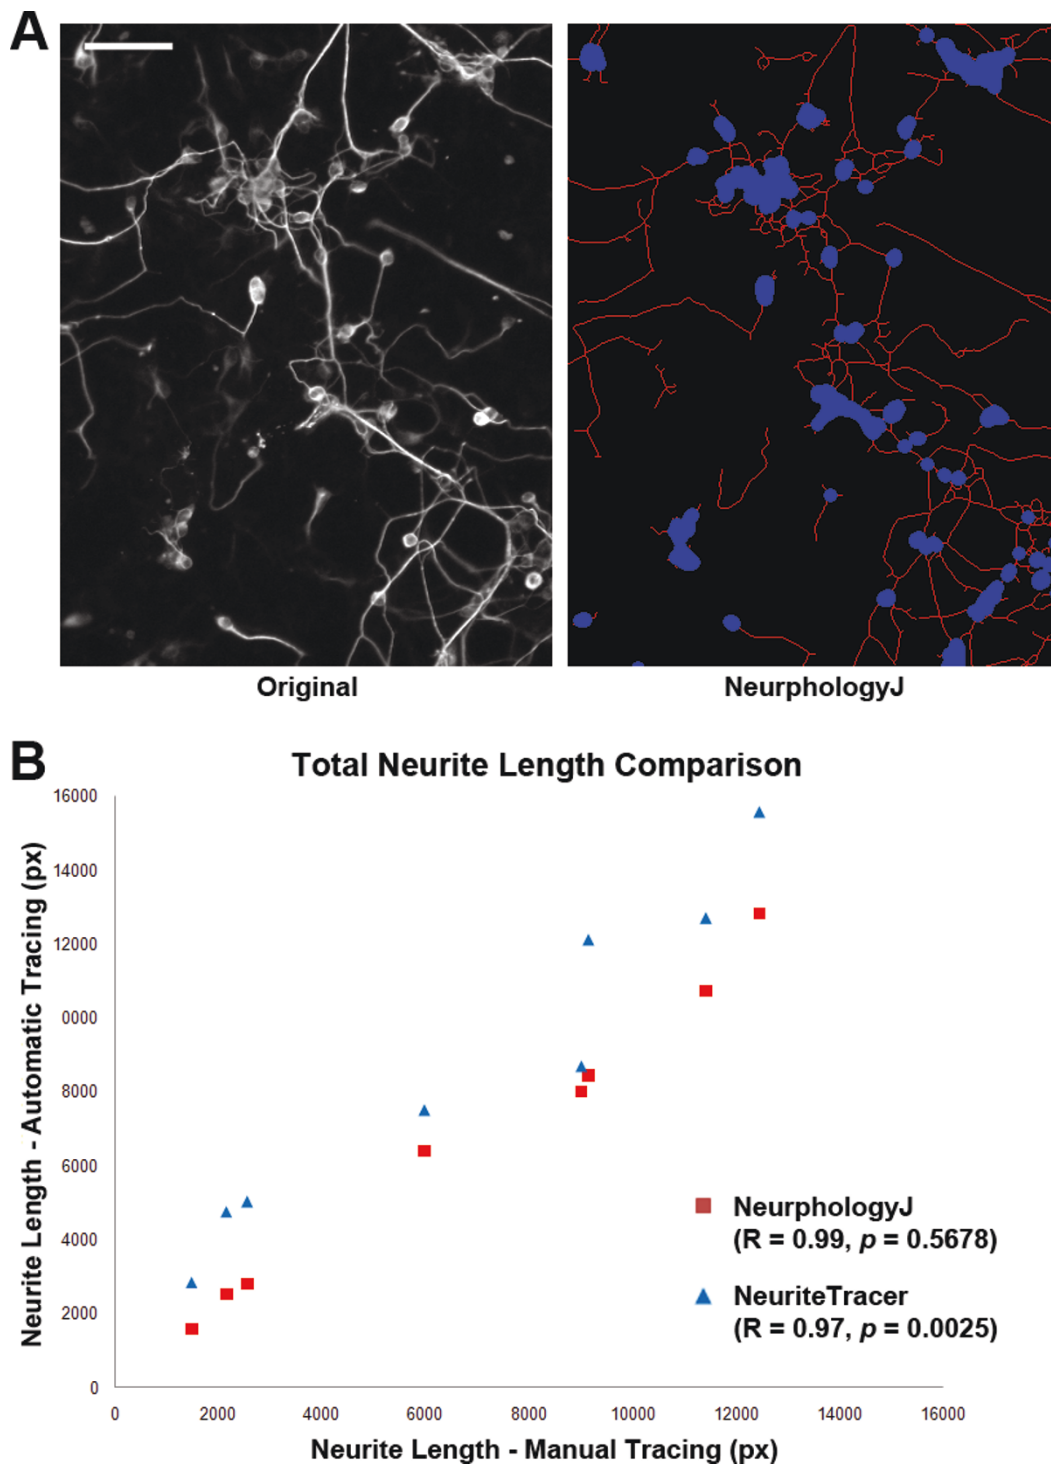 A
Original
NeurphologyJ
B
Total Neurite Length Comparison
Neurite Length - Automatic Tracing (px)
16000
14000
12000
0000
8000
6000
4000
2000
0
NeurphologyJ
(R = 0.99, p = 0.5678)
NeuriteTracer
(R = 0.97, p = 0.0025)
0 2000 4000 6000 8000 10000 12000 14000 16000
Neurite Length - Manual Tracing (px)